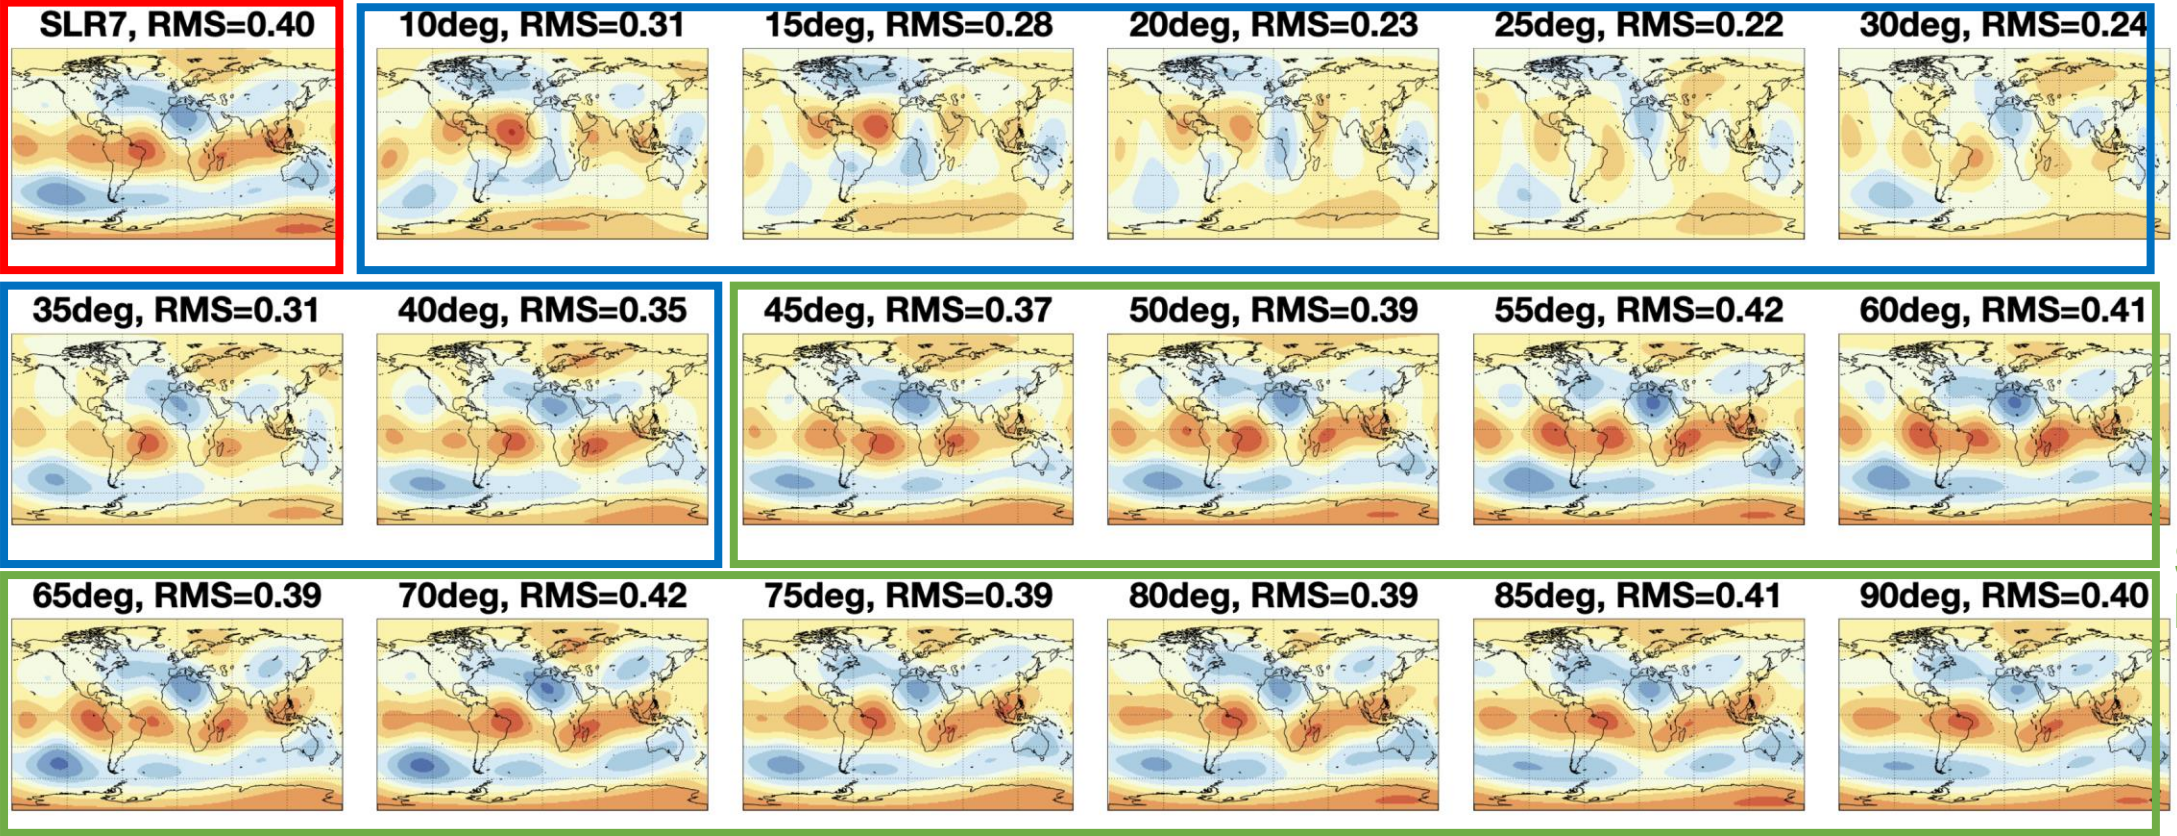 SLR7, RMS=0.40
10deg, RMS=0.31
15deg, RMS=0.28
20deg, RMS=0.23
25deg, RMS=0.22
30deg, RMS=0.24
35deg, RMS=0.31
40deg, RMS=0.35
45deg, RMS=0.37
50deg, RMS=0.39
55deg, RMS=0.42
60deg, RMS=0.41
65deg, RMS=0.39
70deg, RMS=0.42
75deg, RMS=0.39
80deg, RMS=0.39
85deg, RMS=0.41
90deg, RMS=0.40